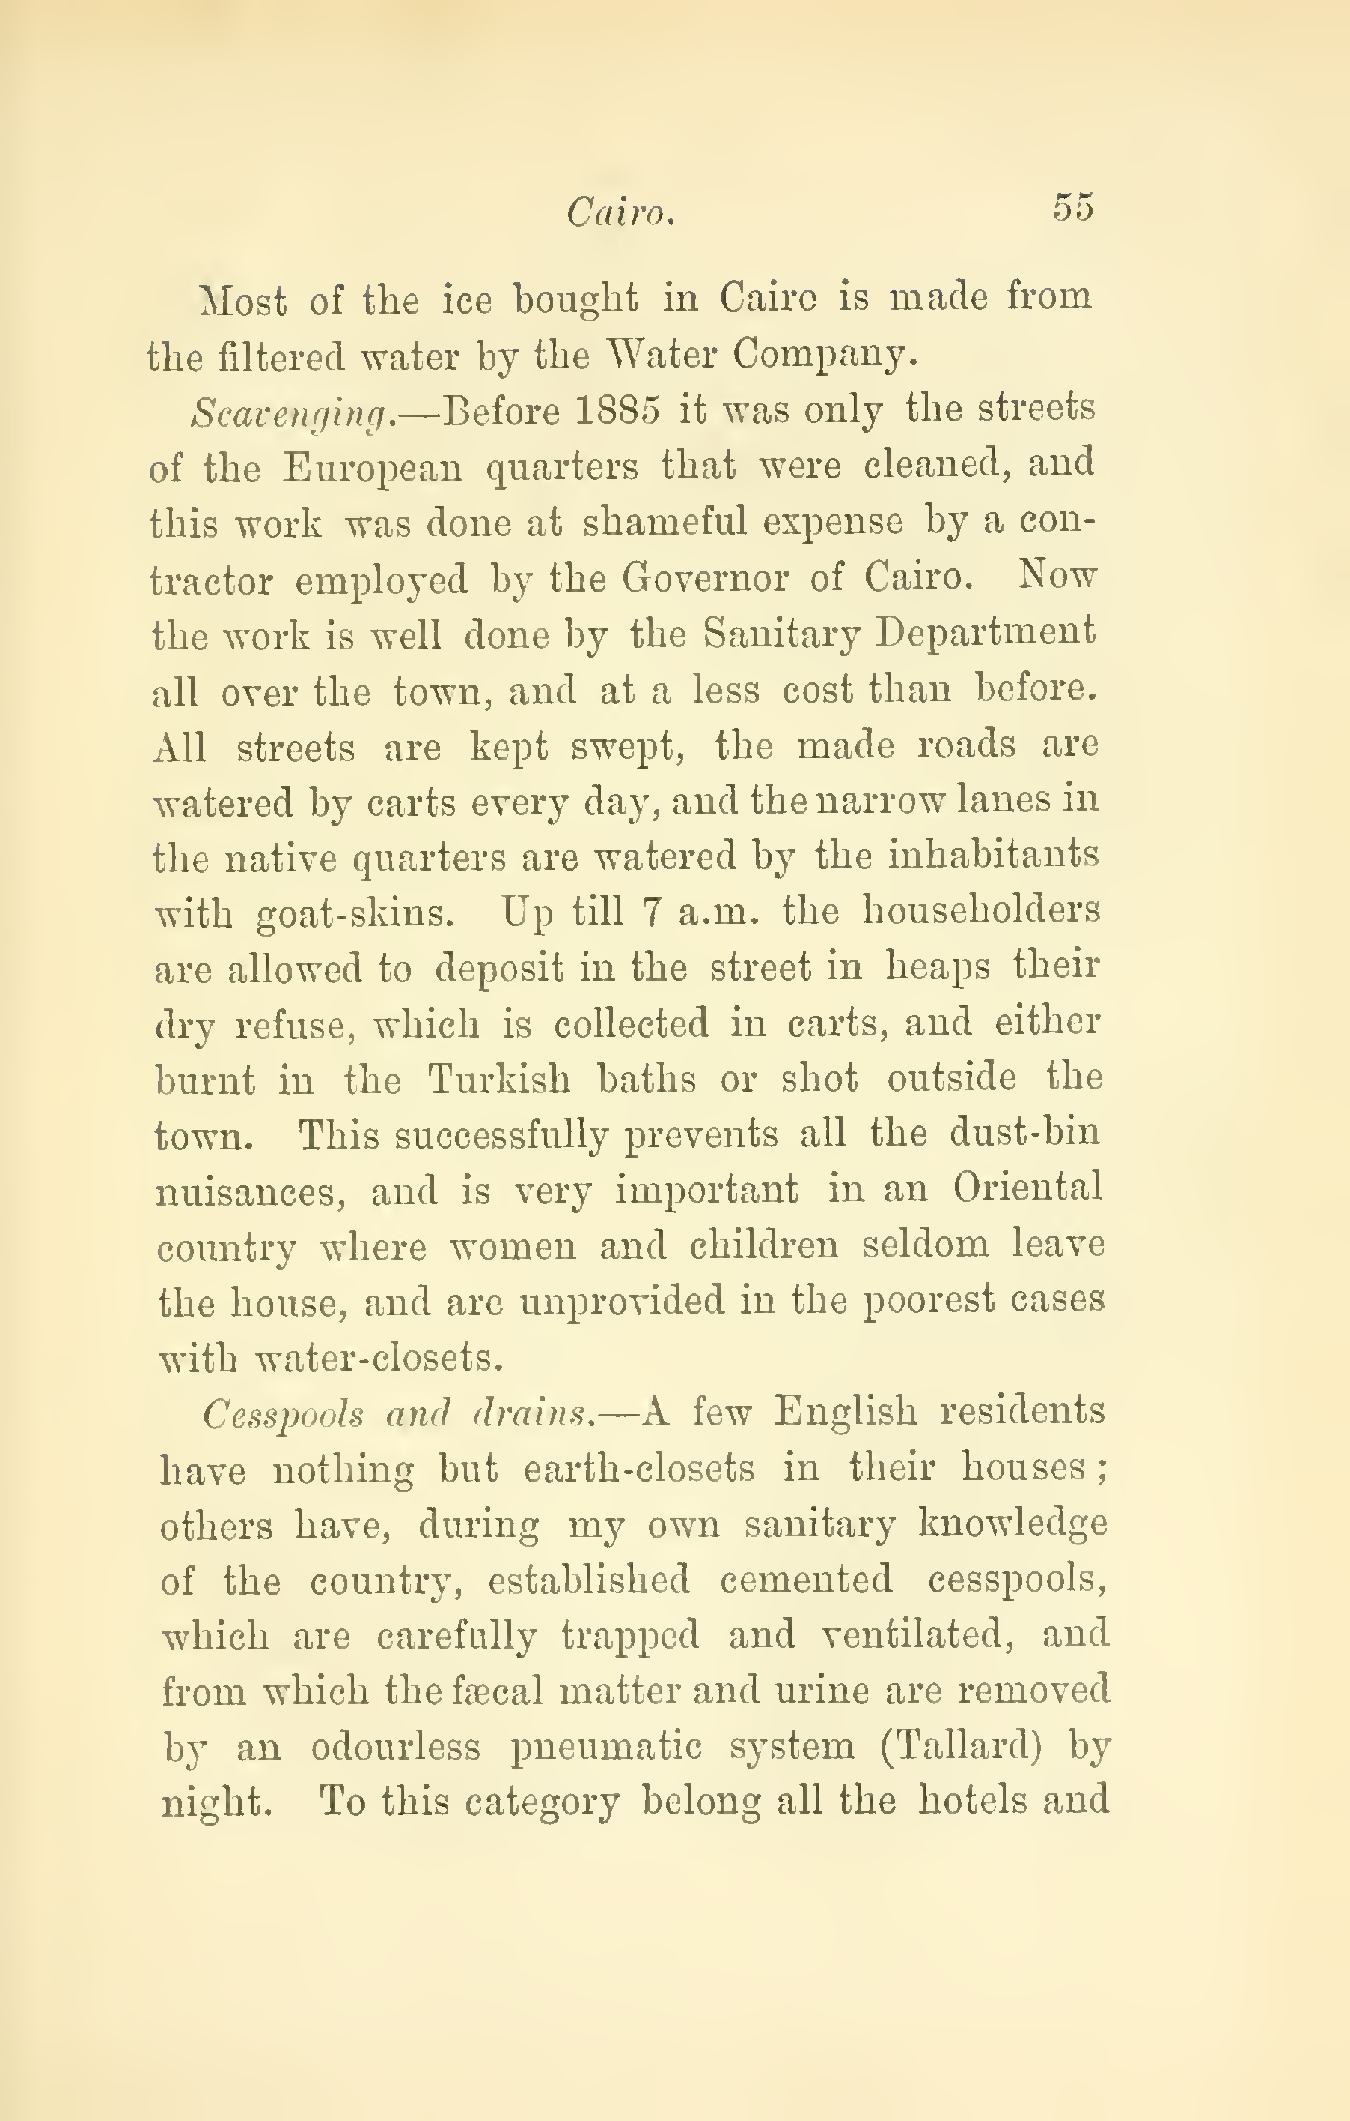 Cairo. 55
Most of the ice bought in Cairo is made from
the filtered water by the Water Company.
Scavenging.—Before 1885 it was only the streets
of the European quarters that were cleaned, and
this work was done at shameful expense by a con-
tractor employed by the Governor of Cairo. Now
the work is well done by the Sanitary Department
all over the town, and at a less cost than before.
All streets are kept swept, the made roads are
watered by carts every day, and the narrow lanes in
the native quarters are watered by the inhabitants
with goat-skins. Up till 7 a.m. the householders
are allowed to deposit in the street in heaps their
dry refuse, which is collected in carts, and either
burnt in the Turkish baths or shot outside the
town. This successfully prevents all the dust-bin
nuisances, and is very important in an Oriental
country where women and children seldom leave
the house, and are unprovided in the poorest cases
with water-closets.
Cesspools and drains.—A few English residents
have nothing but earth-closets in their houses;
others have, during my own sanitary knowledge
of the country, established cemented cesspools,
which are carefully trapped and ventilated, and
from which the fæcal matter and urine are removed
by an odourless pneumatic system (Tallard) by
night. To this category belong all the hotels and